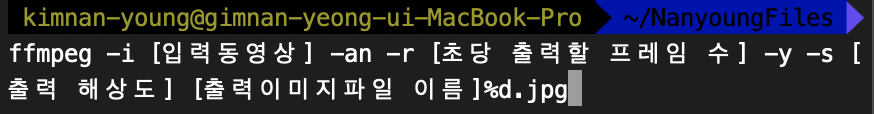 kimnan-young@gimnan-yeong-ui-MacBook-Pro ~/NanyoungFiles
ffmpeg -i [입력동영상] -an -r [초당 출력할 프레임 수] -y -s [
출력 해상도] [출력이미지파일 이름]%d.jpg